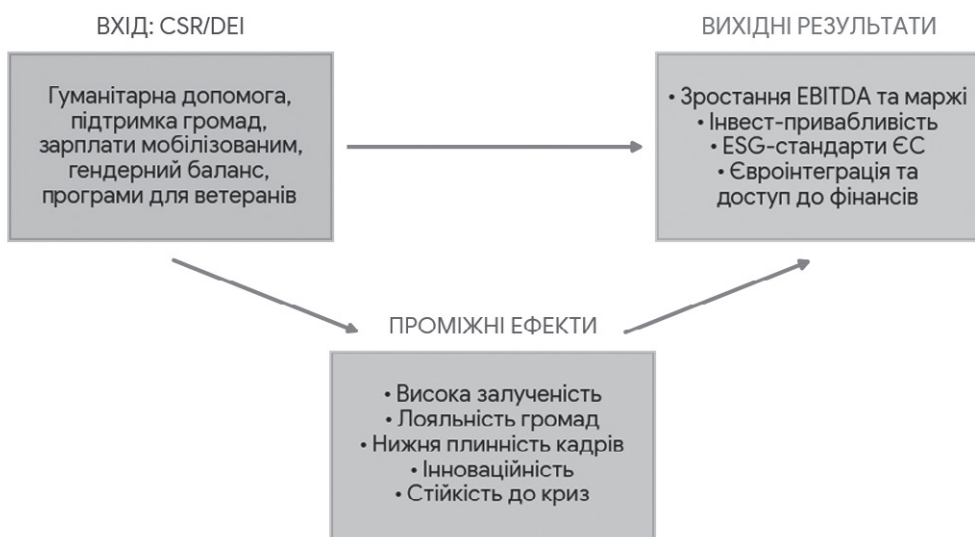 ВХІД: CSR/DEI
Гуманітарна допомога,
підтримка громад,
зарплати мобілізованим,
гендерний баланс,
програми для ветеранів
ВИХІДНІ РЕЗУЛЬТАТИ
• Зростання EBITDA та маржі
• Інвест-привабливість
• ESG-стандарти ЄС
• Євроінтеграція та
доступ до фінансів
ПРОМІЖНІ ЕФЕКТИ
• Висока залученість
• Лояльність громад
• Нижня плинність кадрів
• Інноваційність
• Стійкість до криз